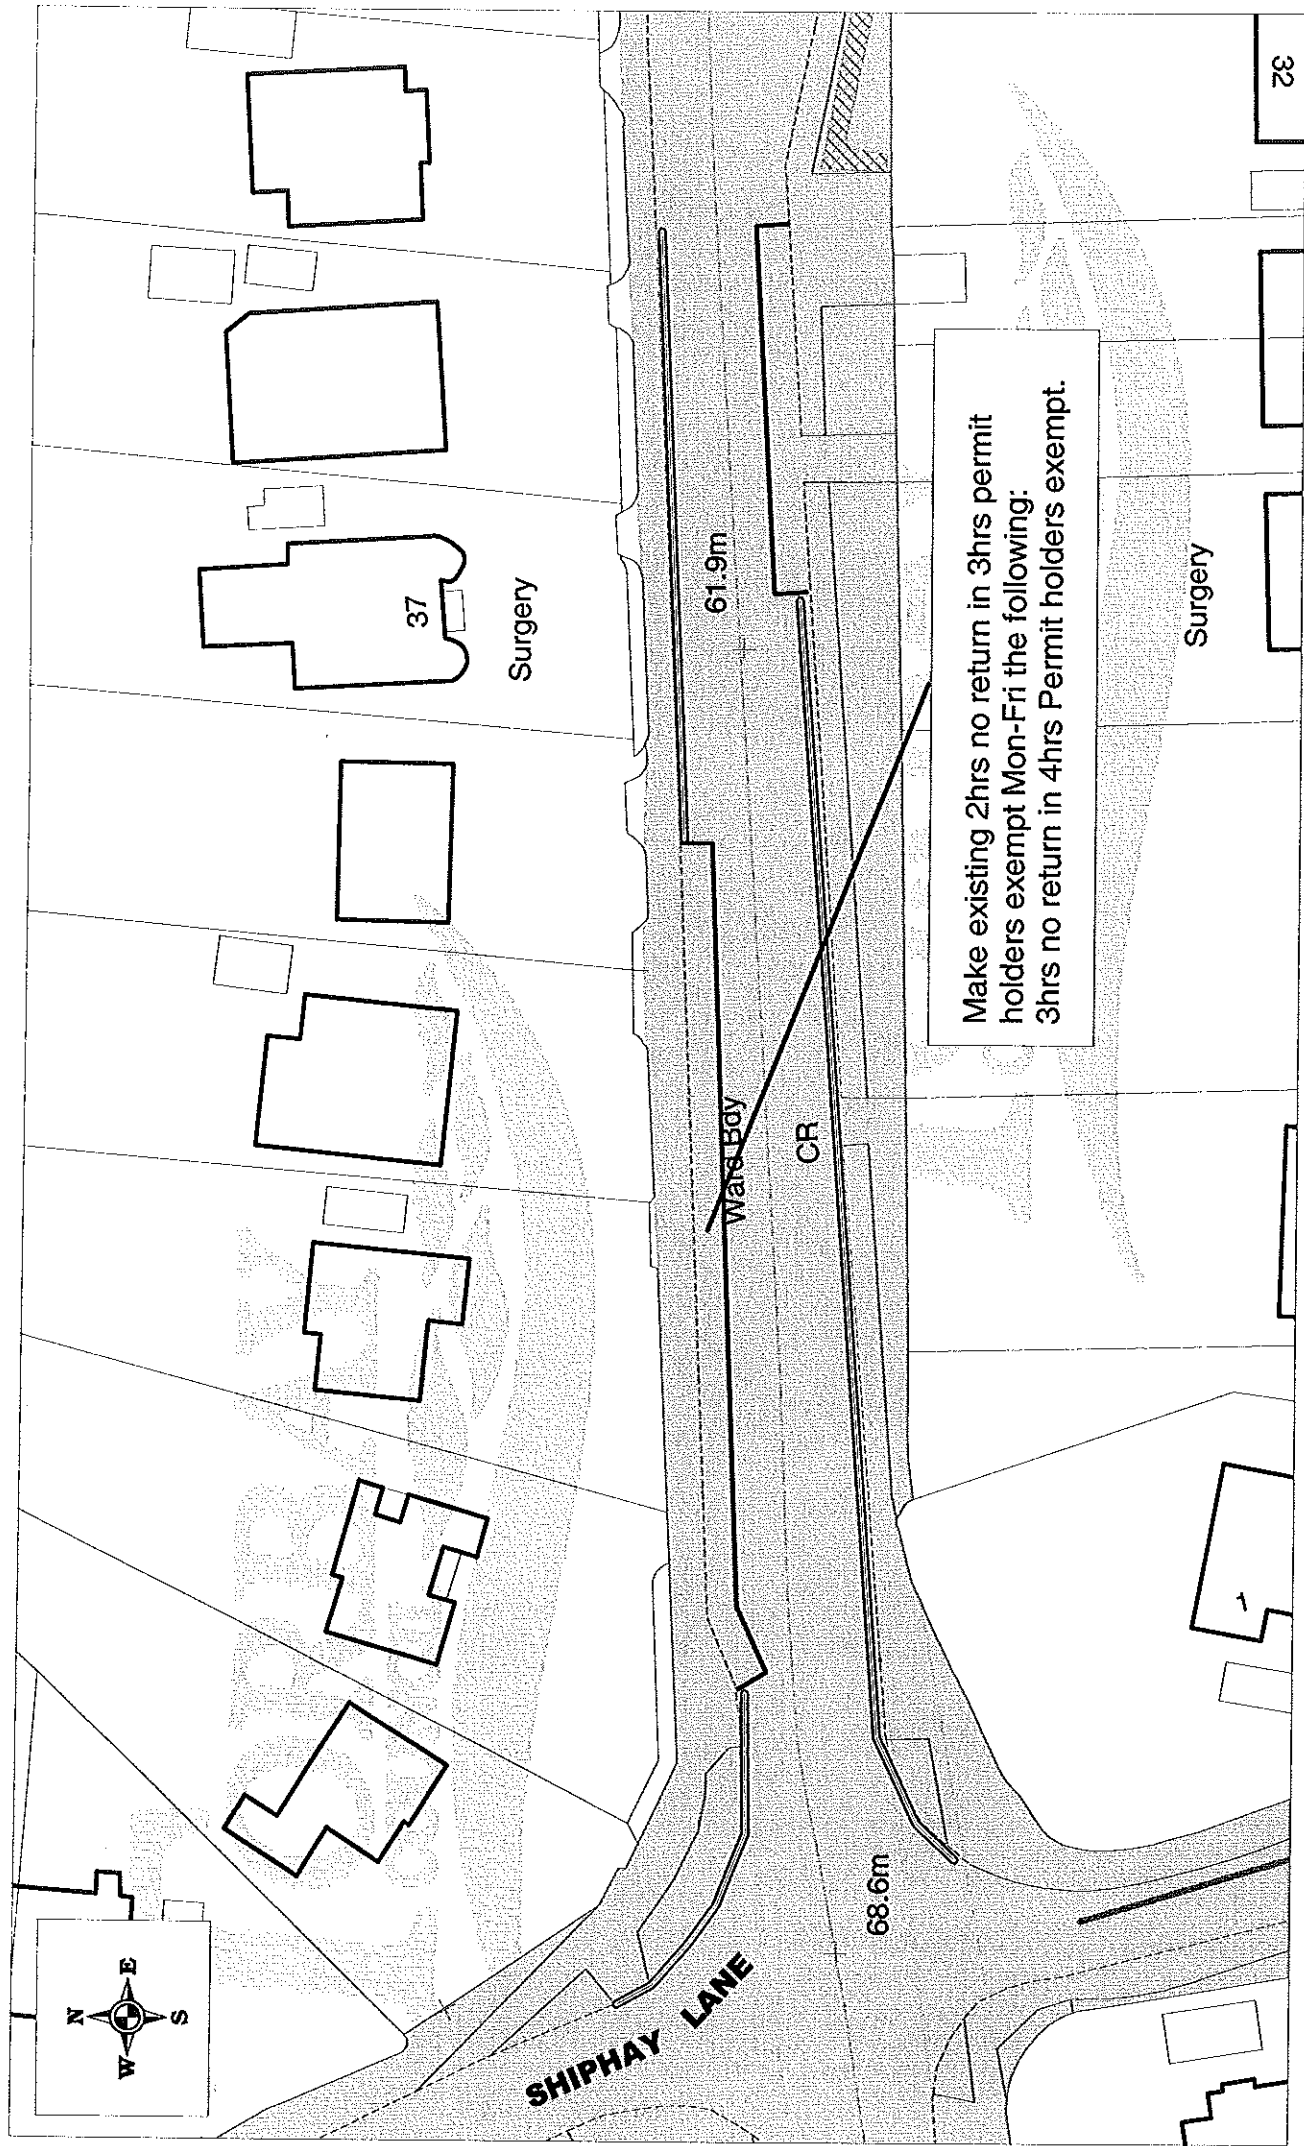 32
37
Surgery
61.9m
Make existing 2hrs no return in 3hrs permit
holders exempt Mon-Fri the following:
3hrs no return in 4hrs Permit holders exempt.
Surgery
Ward Bdy
CR
1
68.6m
SHIPHAY LANE
N
W E
S